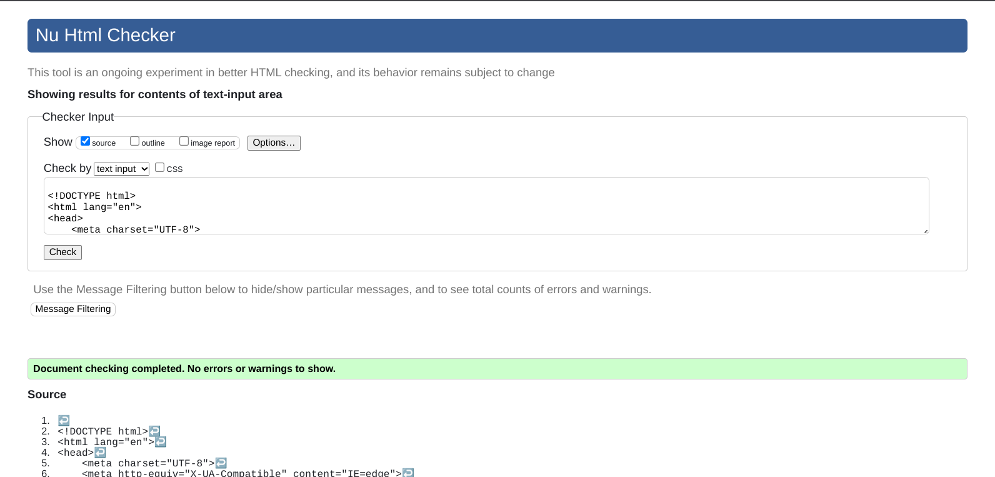 Nu Html Checker
This tool is an ongoing experiment in better HTML checking, and its behavior remains subject to change
Showing results for contents of text-input area
Checker Input
Show source outline image report Options...
Check by text input css
<!DOCTYPE html>
<html lang="en">
<head>
    <meta charset="UTF-8">
Check
Use the Message Filtering button below to hide/show particular messages, and to see total counts of errors and warnings.
Message Filtering
Document checking completed. No errors or warnings to show.
Source
1. ↩
2. <!DOCTYPE html>↩
3. <html lang="en">↩
4. <head>↩
5.     <meta charset="UTF-8">↩
6.     <meta http-equiv="X-UA-Compatible" content="IE=edge">↩